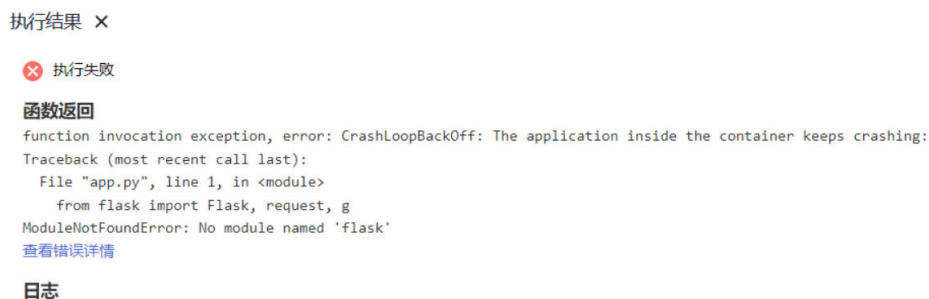 执行结果 ×
执行失败
函数返回
function invocation exception, error: CrashLoopBackOff: The application inside the container keeps crashing:
Traceback (most recent call last):
  File "app.py", line 1, in <module>
    from flask import Flask, request, g
ModuleNotFoundError: No module named 'flask'
查看错误详情
日志